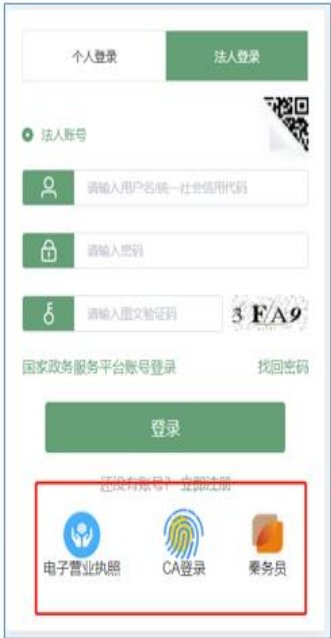 个人登录 法人登录
法人账号
请输入用户名/统一社会信用代码
请输入密码
请输入图文验证码 3 FA9
国家政务服务平台账号登录 找回密码
登录
还没有账号? 立即注册
电子营业执照 CA登录 秦务员